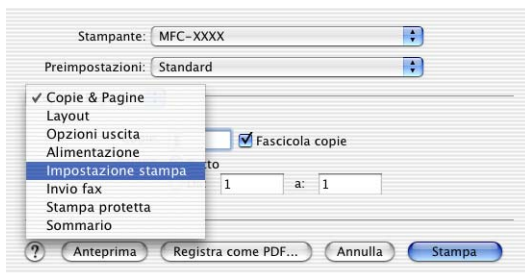 Stampante: MFC-XXXX
Preimpostazioni: Standard
✓ Copie & Pagine
Layout
Opzioni uscita
Alimentazione
Impostazione stampa
Invio fax
Stampa protetta
Sommario
Fascicola copie
1 a: 1
? Anteprima Registra come PDF... Annulla Stampa